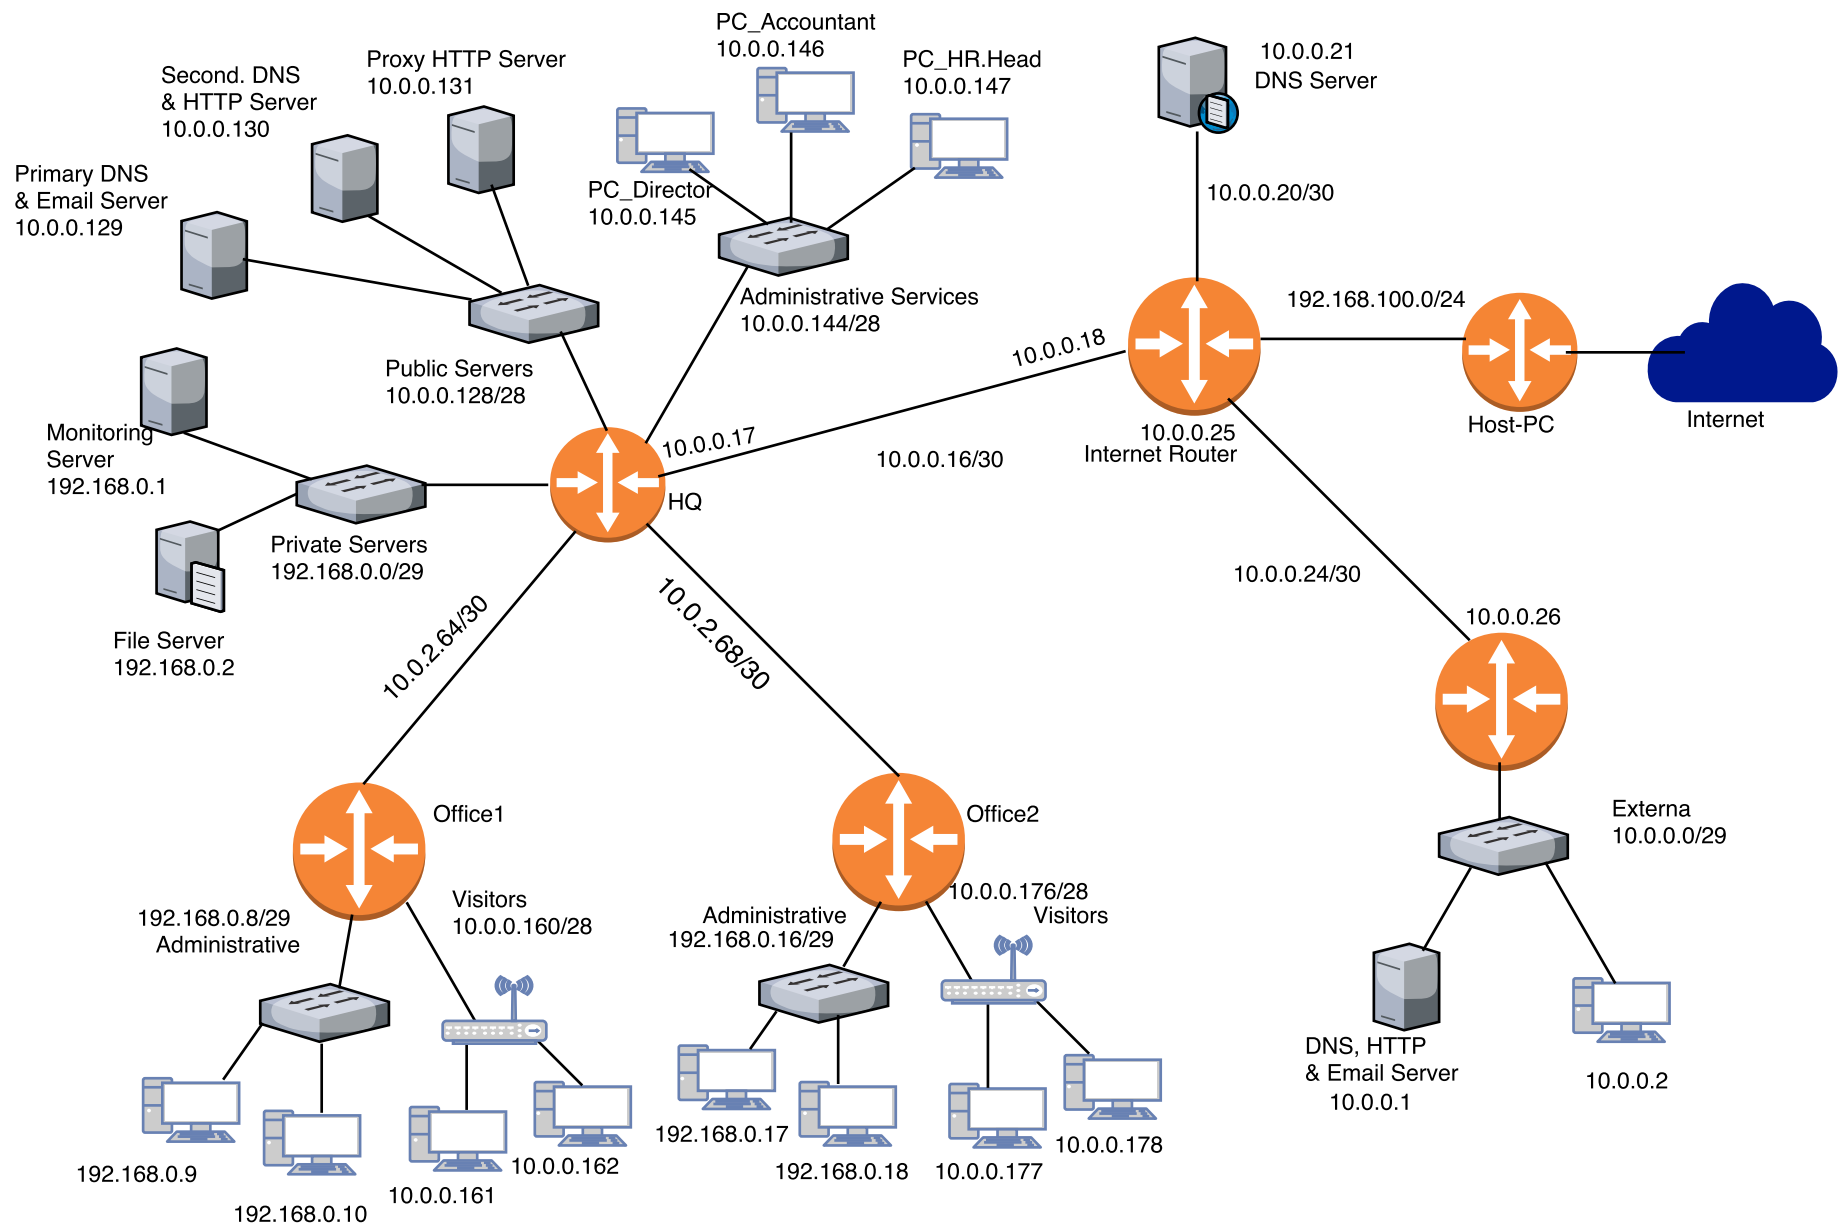 PC_Accountant
10.0.0.146
Proxy HTTP Server
10.0.0.131
PC_HR.Head
10.0.0.147
Second. DNS
& HTTP Server
10.0.0.130
10.0.0.21
DNS Server
Primary DNS
& Email Server
10.0.0.129
PC_Director
10.0.0.145
10.0.0.20/30
Administrative Services
10.0.0.144/28
192.168.100.0/24
10.0.0.18
Public Servers
10.0.0.128/28
Host-PC
Internet
10.0.0.25
Internet Router
Monitoring
Server
192.168.0.1
10.0.0.17
10.0.0.16/30
HQ
Private Servers
192.168.0.0/29
10.0.0.24/30
File Server
192.168.0.2
10.0.2.64/30
10.0.2.68/30
10.0.0.26
Office1
Office2
Externa
10.0.0.0/29
Visitors
10.0.0.160/28
192.168.0.8/29
Administrative
10.0.0.176/28
Visitors
Administrative
192.168.0.16/29
DNS, HTTP
& Email Server
10.0.0.1
10.0.0.2
192.168.0.9
192.168.0.10
10.0.0.161
10.0.0.162
192.168.0.17
192.168.0.18
10.0.0.177
10.0.0.178